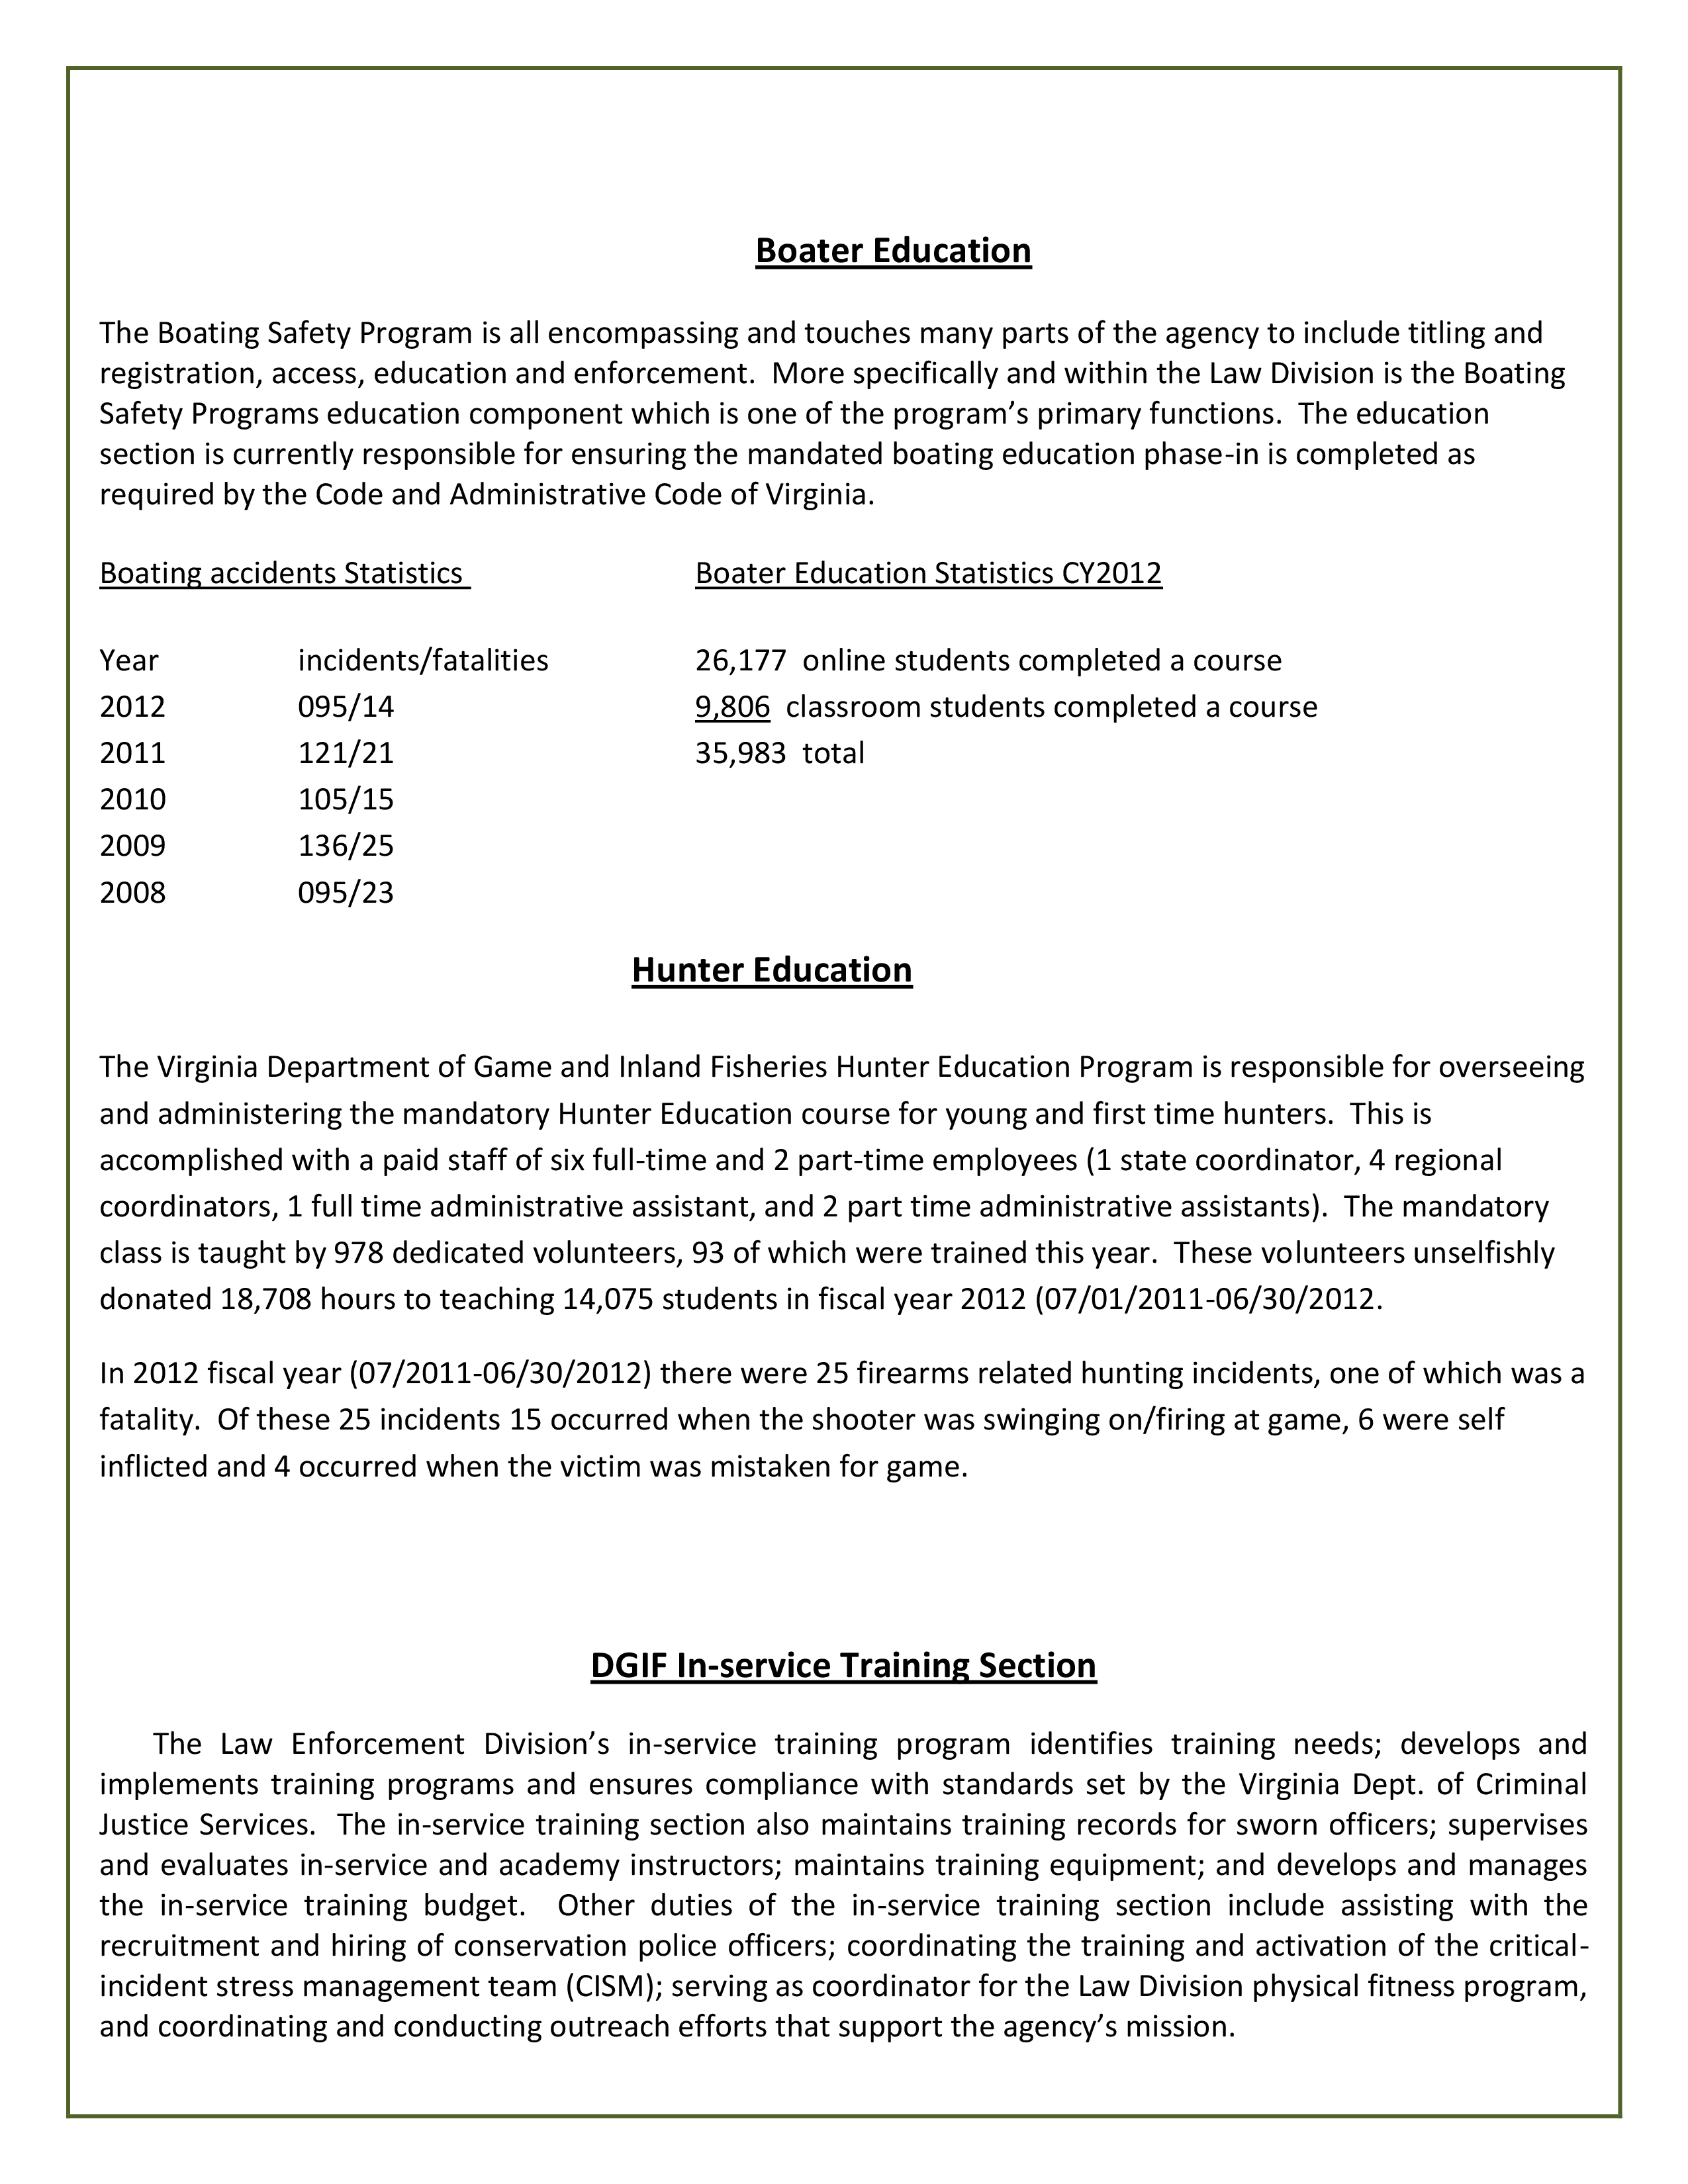 Boater Education
The Boating Safety Program is all encompassing and touches many parts of the agency to include titling and
registration, access, education and enforcement.  More specifically and within the Law Division is the Boating
Safety Programs education component which is one of the program’s primary functions.  The education
section is currently responsible for ensuring the mandated boating education phase-in is completed as
required by the Code and Administrative Code of Virginia.
Boating accidents Statistics    Boater Education Statistics CY2012
Year    incidents/fatalities    26,177  online students completed a course
2012    095/14    9,806  classroom students completed a course
2011    121/21    35,983  total
2010    105/15
2009    136/25
2008    095/23
Hunter Education
The Virginia Department of Game and Inland Fisheries Hunter Education Program is responsible for overseeing
and administering the mandatory Hunter Education course for young and first time hunters.  This is
accomplished with a paid staff of six full-time and 2 part-time employees (1 state coordinator, 4 regional
coordinators, 1 full time administrative assistant, and 2 part time administrative assistants).  The mandatory
class is taught by 978 dedicated volunteers, 93 of which were trained this year.  These volunteers unselfishly
donated 18,708 hours to teaching 14,075 students in fiscal year 2012 (07/01/2011-06/30/2012.
In 2012 fiscal year (07/2011-06/30/2012) there were 25 firearms related hunting incidents, one of which was a
fatality.  Of these 25 incidents 15 occurred when the shooter was swinging on/firing at game, 6 were self
inflicted and 4 occurred when the victim was mistaken for game.
DGIF In-service Training Section
The Law Enforcement Division’s in-service training program identifies training needs; develops and
implements training programs and ensures compliance with standards set by the Virginia Dept. of Criminal
Justice Services.  The in-service training section also maintains training records for sworn officers; supervises
and evaluates in-service and academy instructors; maintains training equipment; and develops and manages
the in-service training budget.  Other duties of the in-service training section include assisting with the
recruitment and hiring of conservation police officers; coordinating the training and activation of the critical-
incident stress management team (CISM); serving as coordinator for the Law Division physical fitness program,
and coordinating and conducting outreach efforts that support the agency’s mission.